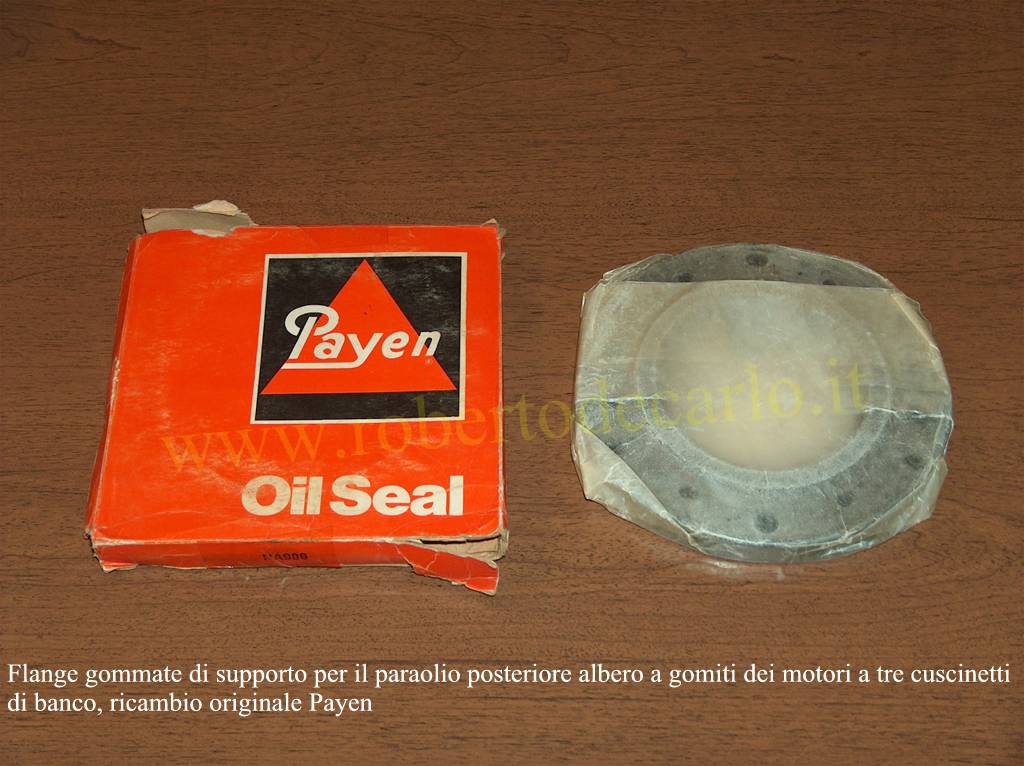 Payen
www.robertodecarlo.it
Oil Seal
Flange gommate di supporto per il paraolio posteriore albero a gomiti dei motori a tre cuscinetti
di banco, ricambio originale Payen